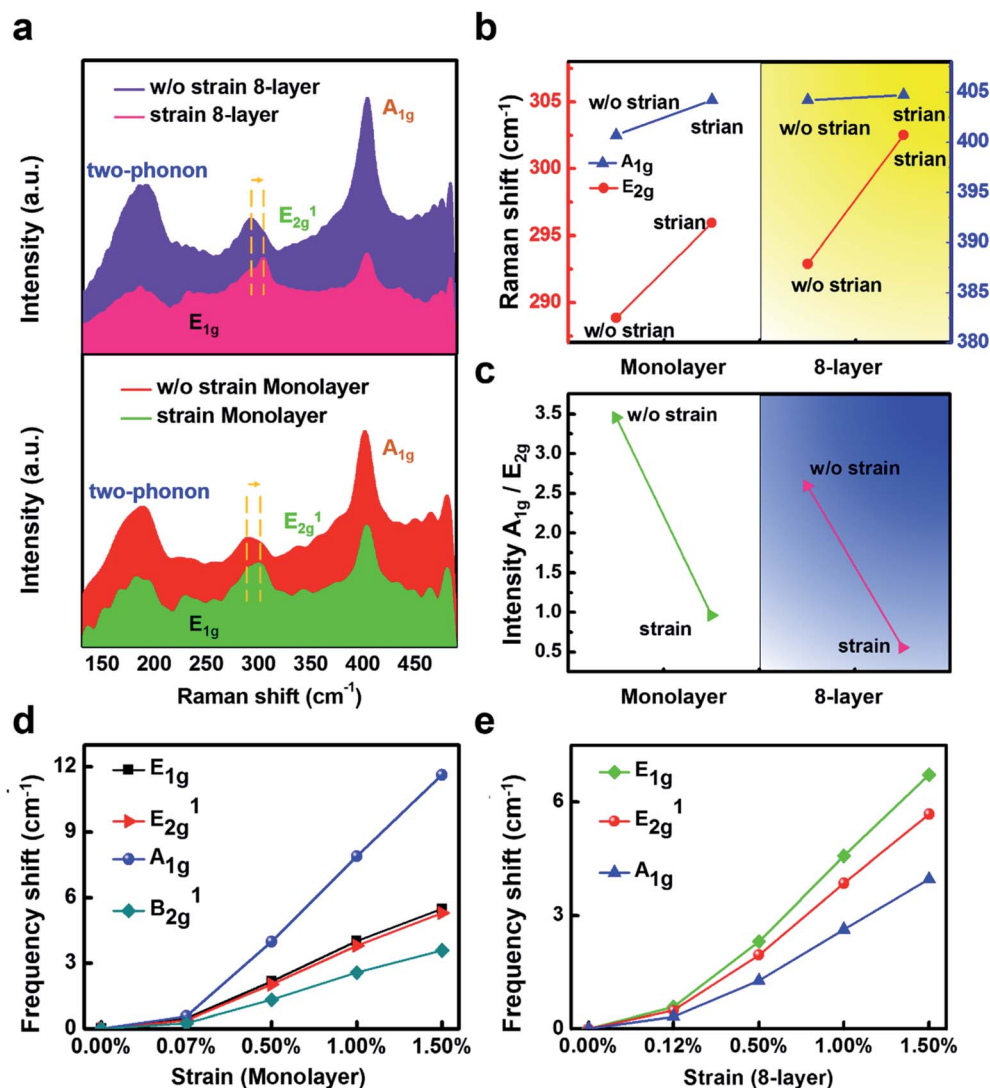 a
w/o strain 8-layer
strain 8-layer
A1g
two-phonon
E2g1
E1g
Intensity (a.u.)
w/o strain Monolayer
strain Monolayer
A1g
two-phonon
E2g1
E1g
Intensity (a.u.)
150 200 250 300 350 400 450
Raman shift (cm-1)
b
305
300
295
290
Raman shift (cm-1)
w/o strian
strian
A1g
E2g
strian
w/o strian
w/o strian
strian
strian
w/o strian
405
400
395
390
385
380
Monolayer 8-layer
c
3.5
3.0
2.5
2.0
1.5
1.0
0.5
Intensity A1g / E2g
w/o strain
strain
w/o strain
strain
Monolayer 8-layer
d
12
9
6
3
0
Frequency shift (cm-1)
E1g
E2g1
A1g
B2g1
0.00% 0.07% 0.50% 1.00% 1.50%
Strain (Monolayer)
e
6
3
0
Frequency shift (cm-1)
E1g
E2g1
A1g
0.00% 0.12% 0.50% 1.00% 1.50%
Strain (8-layer)